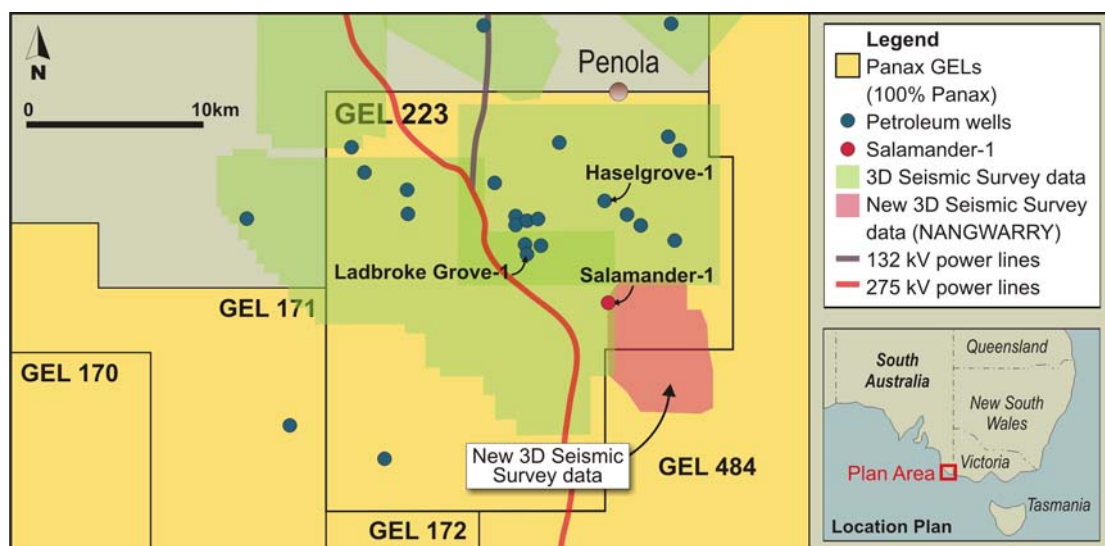 N
0
10km
Penola
GEL 223
Haselgrove-1
Ladbroke Grove-1
Salamander-1
GEL 171
GEL 170
New 3D Seismic
Survey data
GEL 484
GEL 172
Legend
Panax GELs
(100% Panax)
Petroleum wells
Salamander-1
3D Seismic Survey data
New 3D Seismic Survey
data (NANGWARRY)
132 kV power lines
275 kV power lines
South
Australia
Queensland
New South
Wales
Victoria
Plan Area
Tasmania
Location Plan